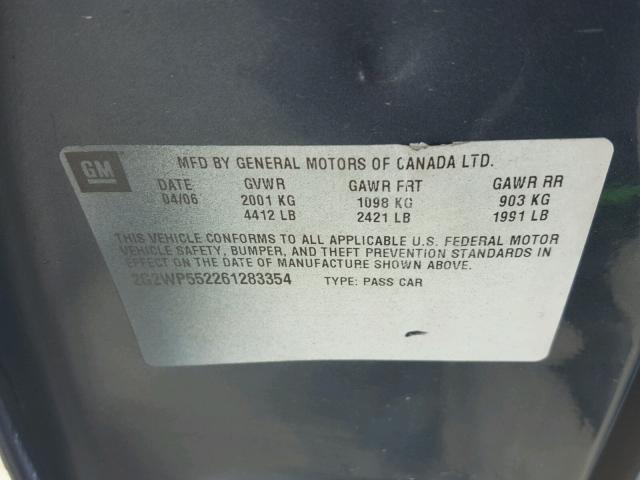 GM MFD BY GENERAL MOTORS OF CANADA LTD.
DATE GVWR GAWR FRT GAWR RR
04/06 2001 KG 1098 KG 903 KG
4412 LB 2421 LB 1991 LB
THIS VEHICLE CONFORMS TO ALL APPLICABLE U.S. FEDERAL MOTOR
VEHICLE SAFETY, BUMPER, AND THEFT PREVENTION STANDARDS IN
EFFECT ON THE DATE OF MANUFACTURE SHOWN ABOVE.
2G2WP552261283354 TYPE: PASS CAR